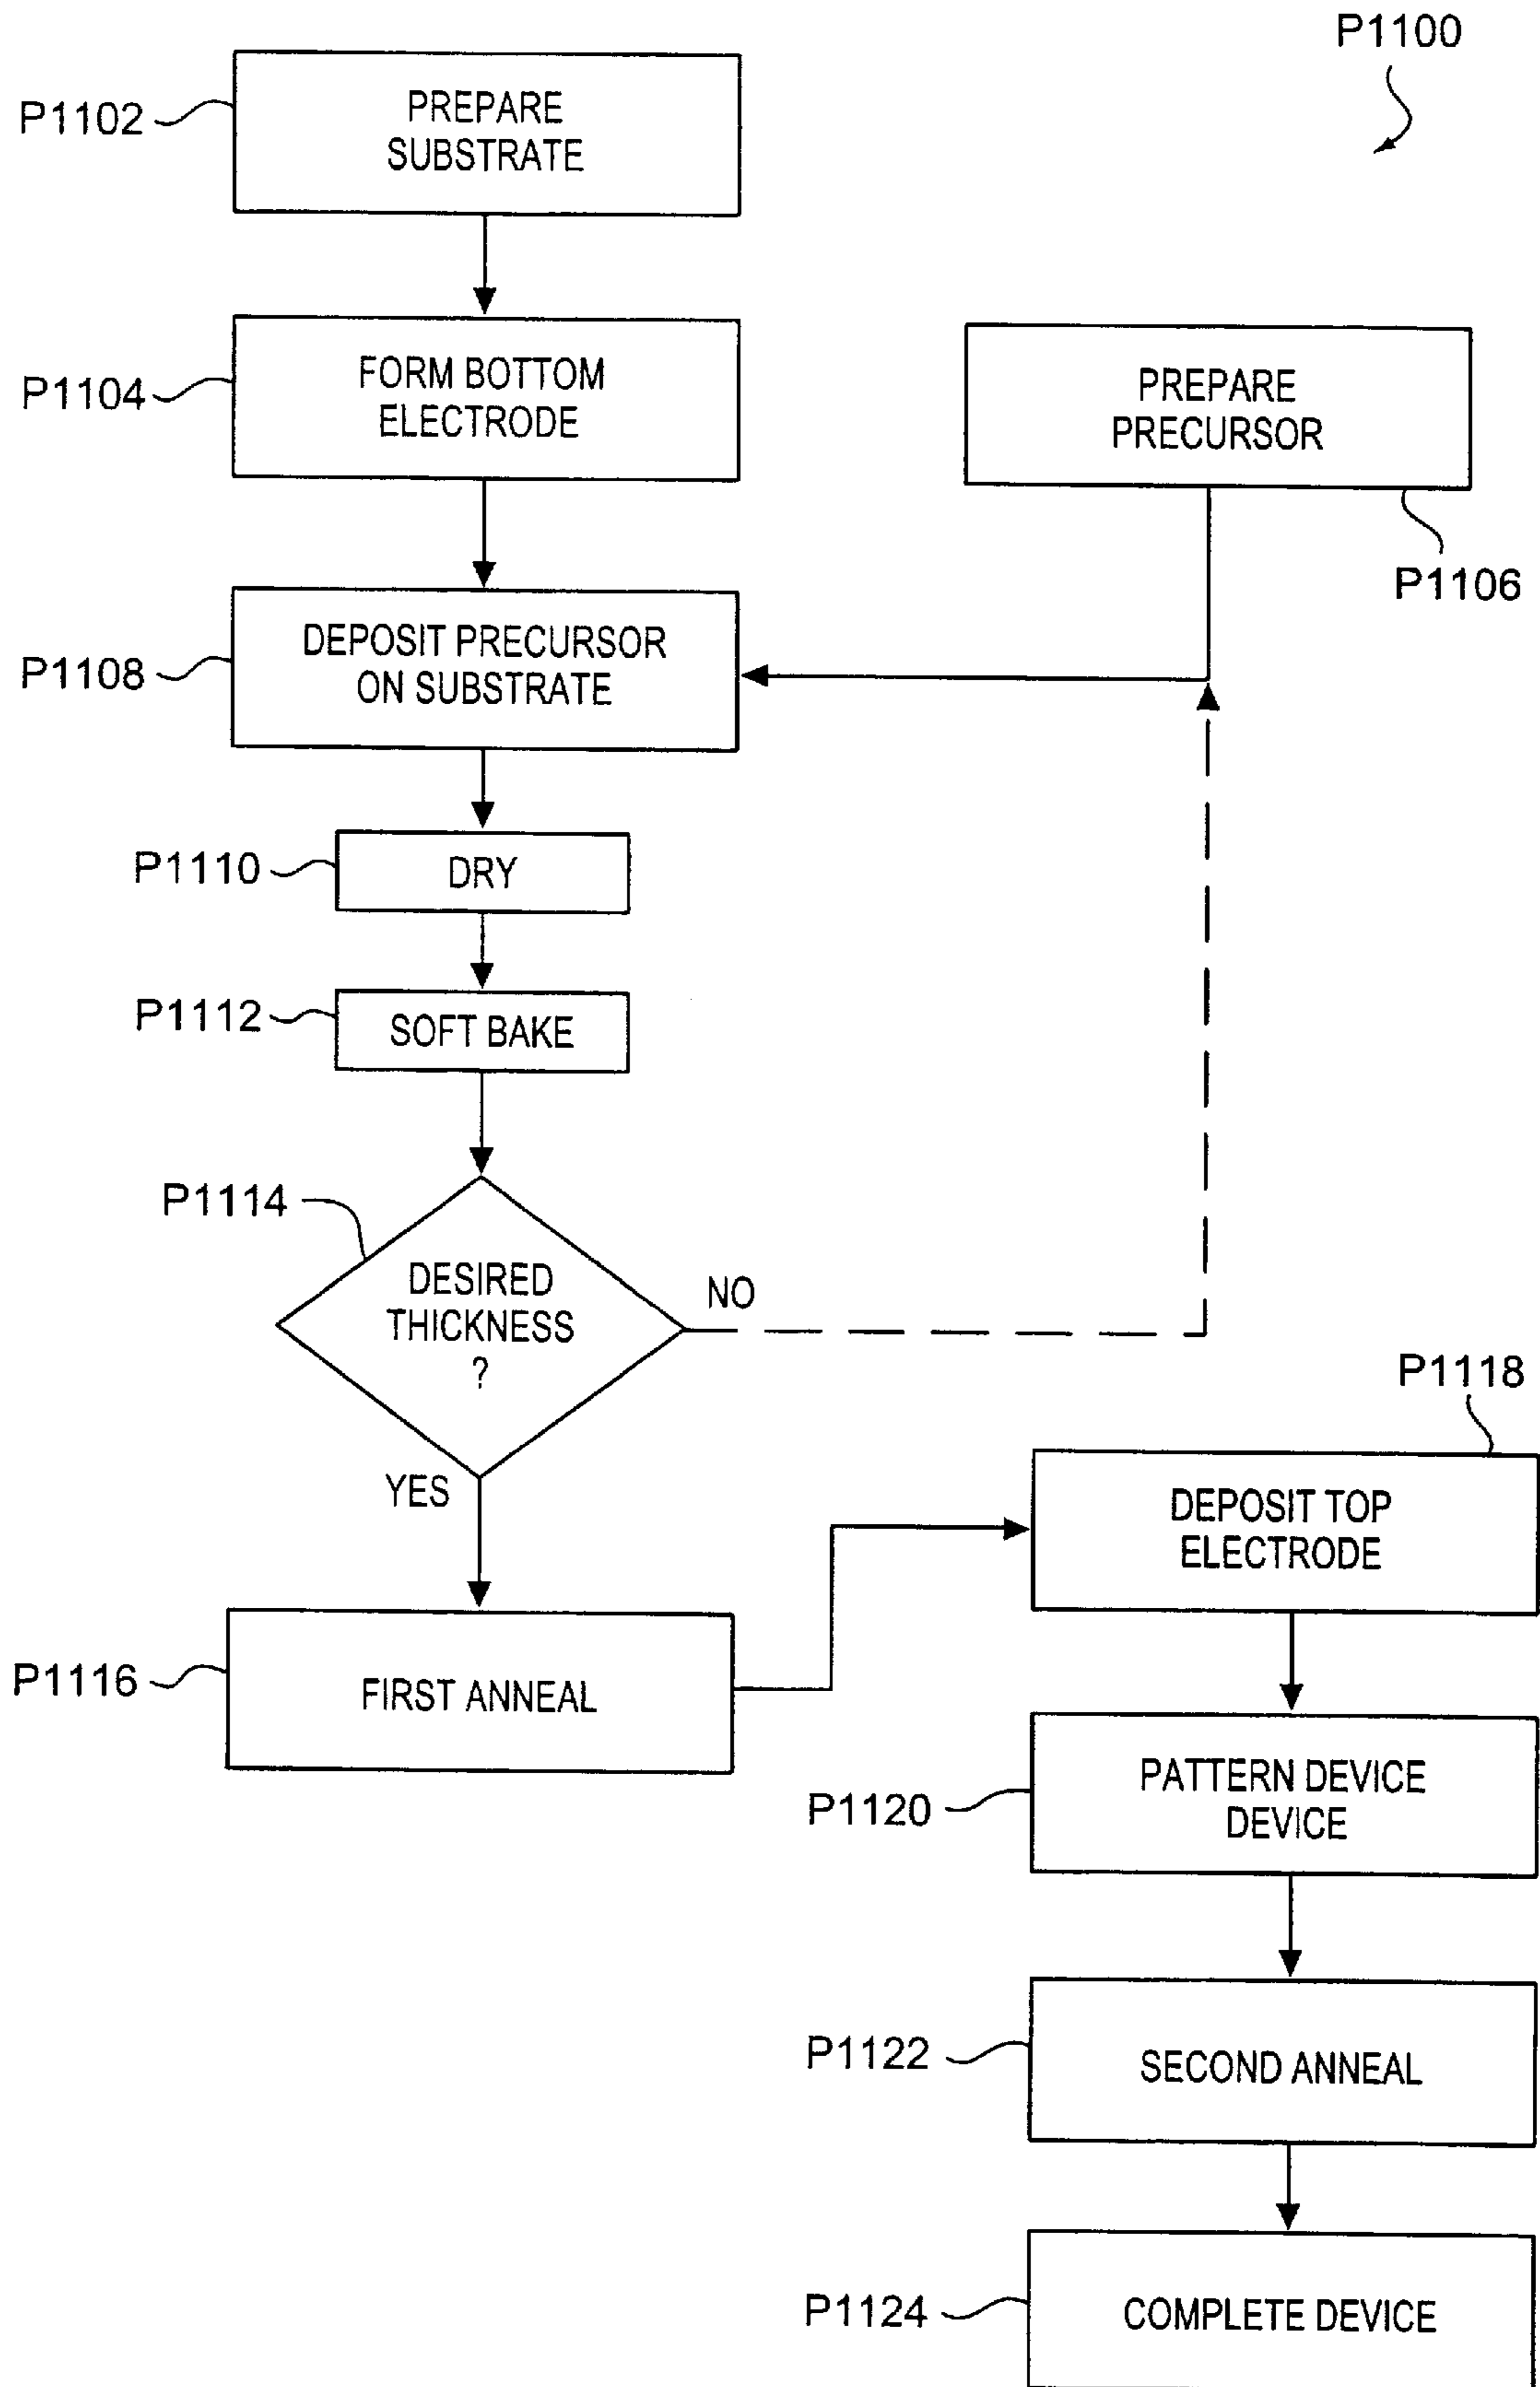 P1100
P1102
PREPARE
SUBSTRATE
P1104
FORM BOTTOM
ELECTRODE
PREPARE
PRECURSOR
P1106
P1108
DEPOSIT PRECURSOR
ON SUBSTRATE
P1110
DRY
P1112
SOFT BAKE
P1114
DESIRED
THICKNESS
?
NO
YES
P1116
FIRST ANNEAL
P1118
DEPOSIT TOP
ELECTRODE
P1120
PATTERN DEVICE
DEVICE
P1122
SECOND ANNEAL
P1124
COMPLETE DEVICE